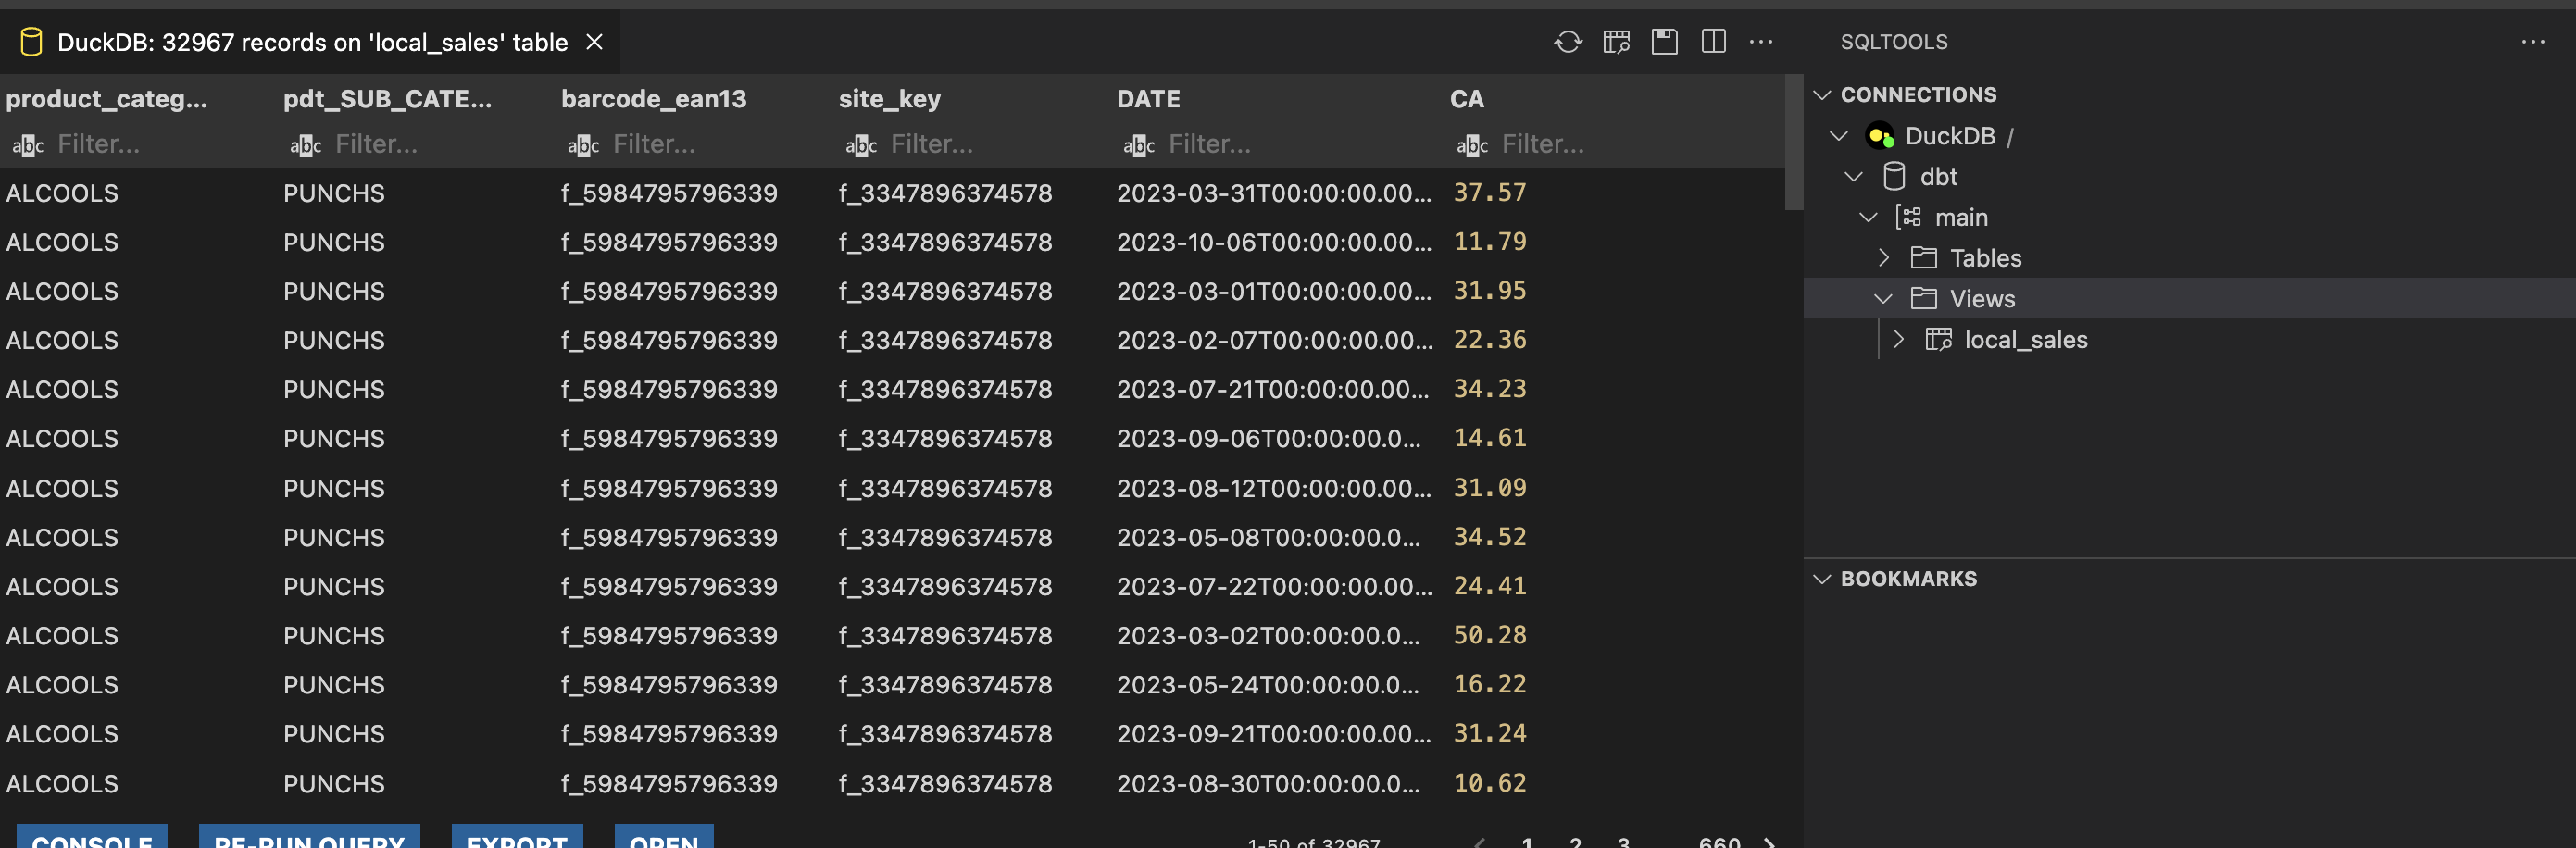 DuckDB: 32967 records on 'local_sales' table
product_categ... pdt_SUB_CATE... barcode_ean13 site_key DATE CA
abc Filter... abc Filter... abc Filter... abc Filter... abc Filter... abc Filter...
ALCOOLS PUNCHS f_5984795796339 f_3347896374578 2023-03-31T00:00:00.00... 37.57
ALCOOLS PUNCHS f_5984795796339 f_3347896374578 2023-10-06T00:00:00.00... 11.79
ALCOOLS PUNCHS f_5984795796339 f_3347896374578 2023-03-01T00:00:00.00... 31.95
ALCOOLS PUNCHS f_5984795796339 f_3347896374578 2023-02-07T00:00:00.00... 22.36
ALCOOLS PUNCHS f_5984795796339 f_3347896374578 2023-07-21T00:00:00.00... 34.23
ALCOOLS PUNCHS f_5984795796339 f_3347896374578 2023-09-06T00:00:00.0... 14.61
ALCOOLS PUNCHS f_5984795796339 f_3347896374578 2023-08-12T00:00:00.00... 31.09
ALCOOLS PUNCHS f_5984795796339 f_3347896374578 2023-05-08T00:00:00.0... 34.52
ALCOOLS PUNCHS f_5984795796339 f_3347896374578 2023-07-22T00:00:00.00... 24.41
ALCOOLS PUNCHS f_5984795796339 f_3347896374578 2023-03-02T00:00:00.0... 50.28
ALCOOLS PUNCHS f_5984795796339 f_3347896374578 2023-05-24T00:00:00.0... 16.22
ALCOOLS PUNCHS f_5984795796339 f_3347896374578 2023-09-21T00:00:00.00... 31.24
ALCOOLS PUNCHS f_5984795796339 f_3347896374578 2023-08-30T00:00:00.0... 10.62
CONSOLE RE-RUN QUERY EXPORT OPEN 1-50 of 32967 1 2 3 660
SQLTOOLS
CONNECTIONS
DuckDB /
dbt
main
Tables
Views
local_sales
BOOKMARKS